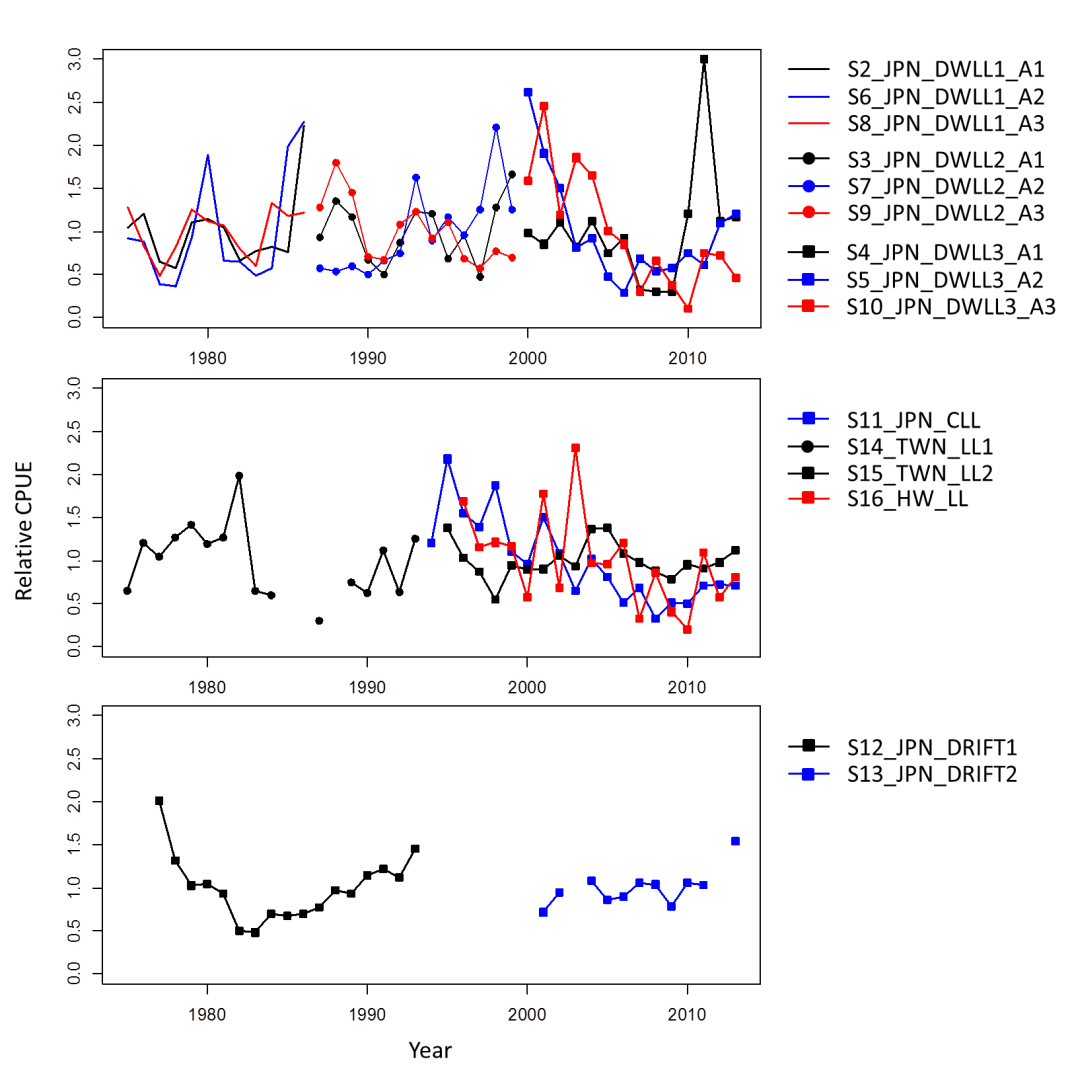 3.0
2.5
2.0
1.5
1.0
0.5
0.0
1980
1990
2000
2010
S2_JPN_DWLL1_A1
S6_JPN_DWLL1_A2
S8_JPN_DWLL1_A3
S3_JPN_DWLL2_A1
S7_JPN_DWLL2_A2
S9_JPN_DWLL2_A3
S4_JPN_DWLL3_A1
S5_JPN_DWLL3_A2
S10_JPN_DWLL3_A3
Relative CPUE
3.0
2.5
2.0
1.5
1.0
0.5
0.0
1980
1990
2000
2010
S11_JPN_CLL
S14_TWN_LL1
S15_TWN_LL2
S16_HW_LL
3.0
2.5
2.0
1.5
1.0
0.5
0.0
1980
1990
2000
2010
S12_JPN_DRIFT1
S13_JPN_DRIFT2
Year